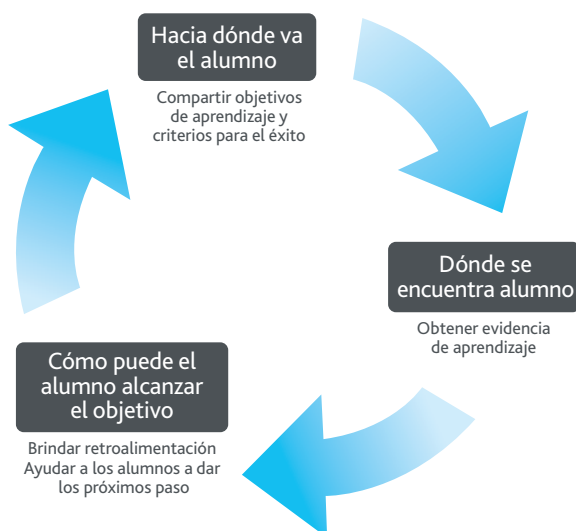 Hacia dónde va
el alumno
Compartir objetivos
de aprendizaje y
criterios para el éxito
Dónde se
encuentra alumno
Obtener evidencia
de aprendizaje
Cómo puede el
alumno alcanzar
el objetivo
Brindar retroalimentación
Ayudar a los alumnos a dar
los próximos paso